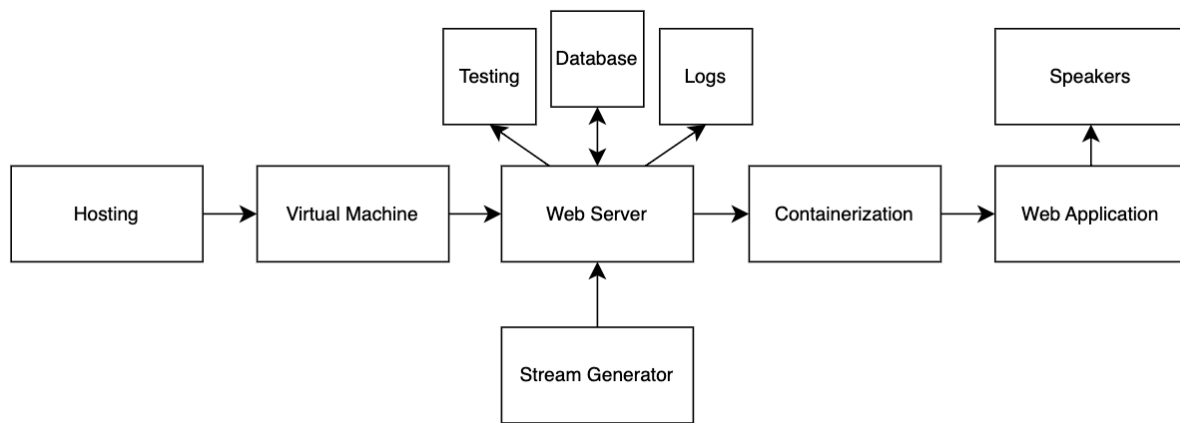 Testing
Database
Logs
Speakers
Hosting
Virtual Machine
Web Server
Containerization
Web Application
Stream Generator